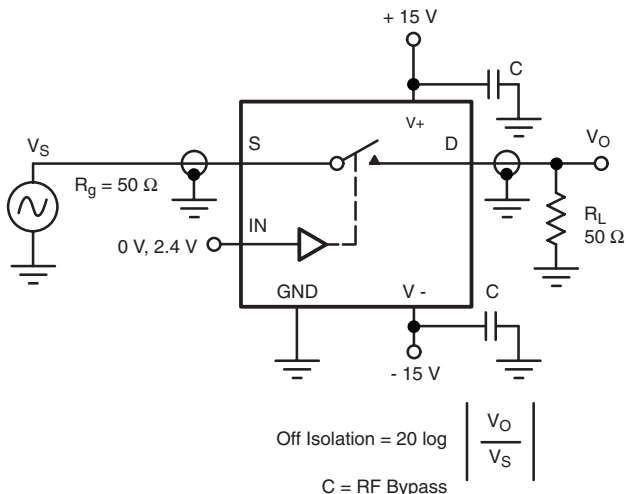 + 15 V
C
V+
VS
S
D
VO
Rg = 50 Ω
RL
50 Ω
IN
0 V, 2.4 V
GND
V -
C
- 15 V
Off Isolation = 20 log | VO / VS |
C = RF Bypass